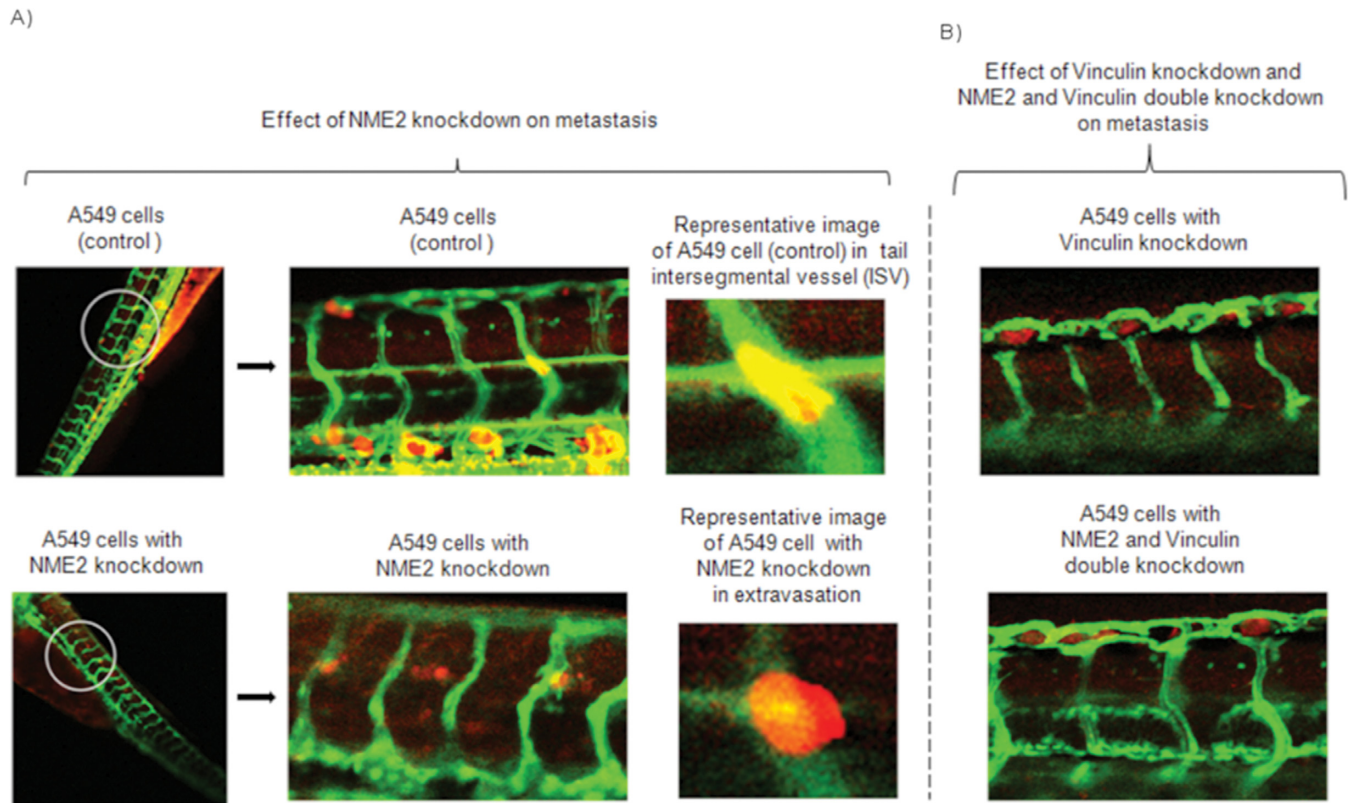 A)
Effect of NME2 knockdown on metastasis
A549 cells
(control )
A549 cells
(control )
Representative image
of A549 cell (control) in tail
intersegmental vessel (ISV)
A549 cells with
NME2 knockdown
A549 cells with
NME2 knockdown
Representative image
of A549 cell with
NME2 knockdown
in extravasation
B)
Effect of Vinculin knockdown and
NME2 and Vinculin double knockdown
on metastasis
A549 cells with
Vinculin knockdown
A549 cells with
NME2 and Vinculin
double knockdown